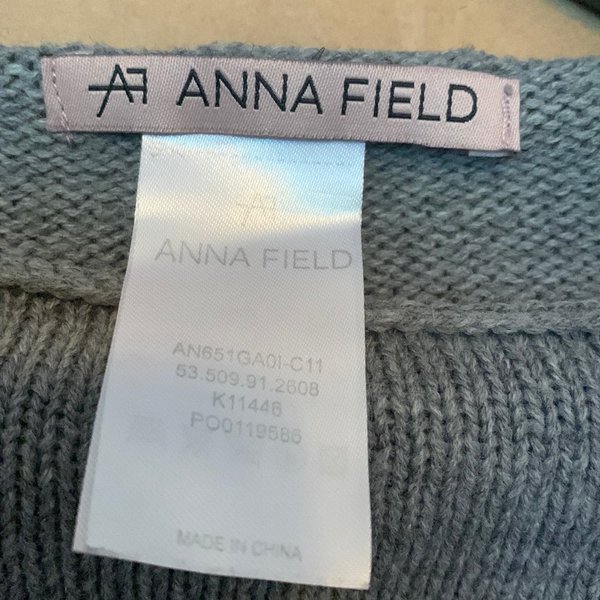 AF ANNA FIELD
AF
ANNA FIELD
AN651GA0I-C11
53.509.91.2608
K11446
PO0119586
MADE IN CHINA